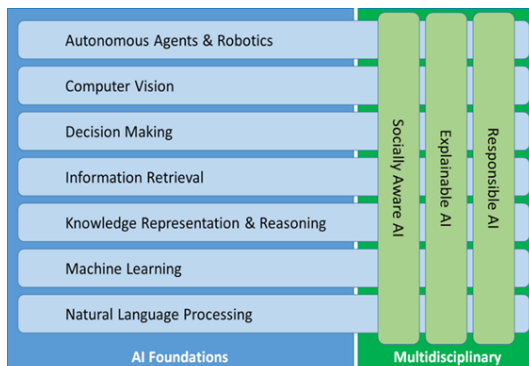 Autonomous Agents & Robotics
Computer Vision
Decision Making
Information Retrieval
Knowledge Representation & Reasoning
Machine Learning
Natural Language Processing
Socially Aware AI
Explainable AI
Responsible AI
AI Foundations
Multidisciplinary